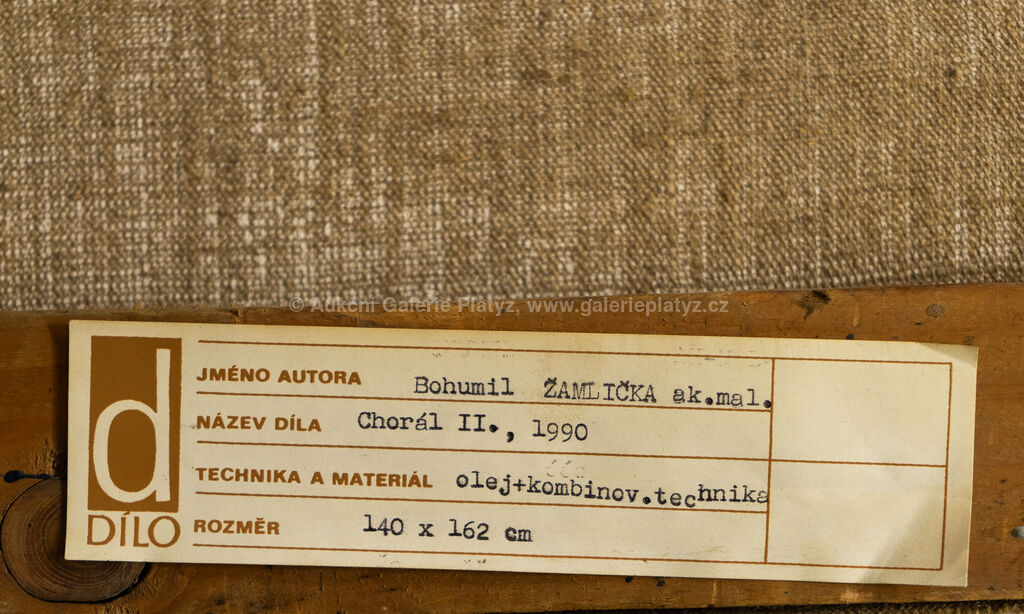 © Aukční Galerie Platýz, www.galerieplatyz.cz
d
DÍLO
JMÉNO AUTORA Bohumil ŽAMLIČKA ak.mal.
NÁZEV DÍLA Chorál II., 1990
TECHNIKA A MATERIÁL olej+kombinov.technika
ROZMĚR 140 x 162 cm